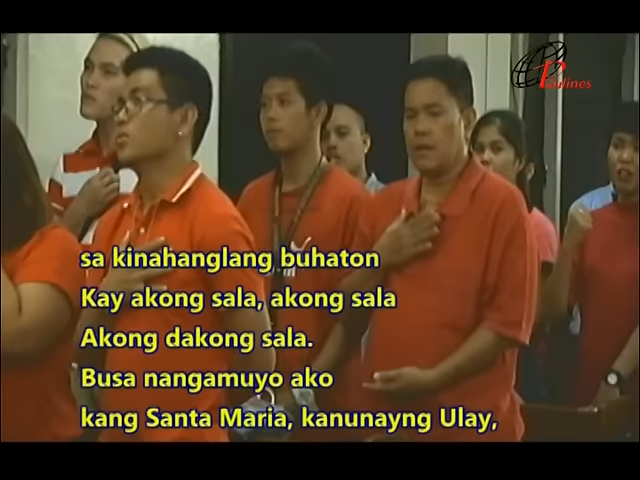 Paulines
sa kinahanglang buhaton
Kay akong sala, akong sala
Akong dakong sala.
Busa nangamuyo ako
kang Santa Maria, kanunayng Ulay,